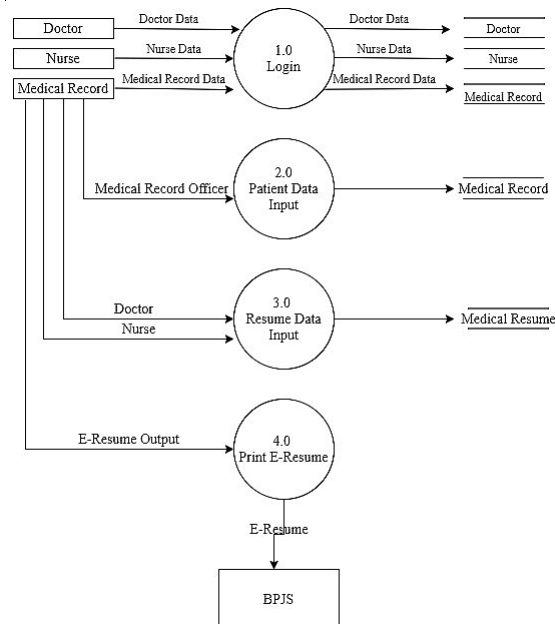 Doctor
Doctor Data
Doctor Data
Doctor
Nurse
Nurse Data
1.0
Login
Nurse Data
Nurse
Medical Record
Medical Record Data
Medical Record Data
Medical Record
Medical Record Officer
2.0
Patient Data
Input
Medical Record
Doctor
Nurse
3.0
Resume Data
Input
Medical Resume
E-Resume Output
4.0
Print E-Resume
E-Resume
BPJS